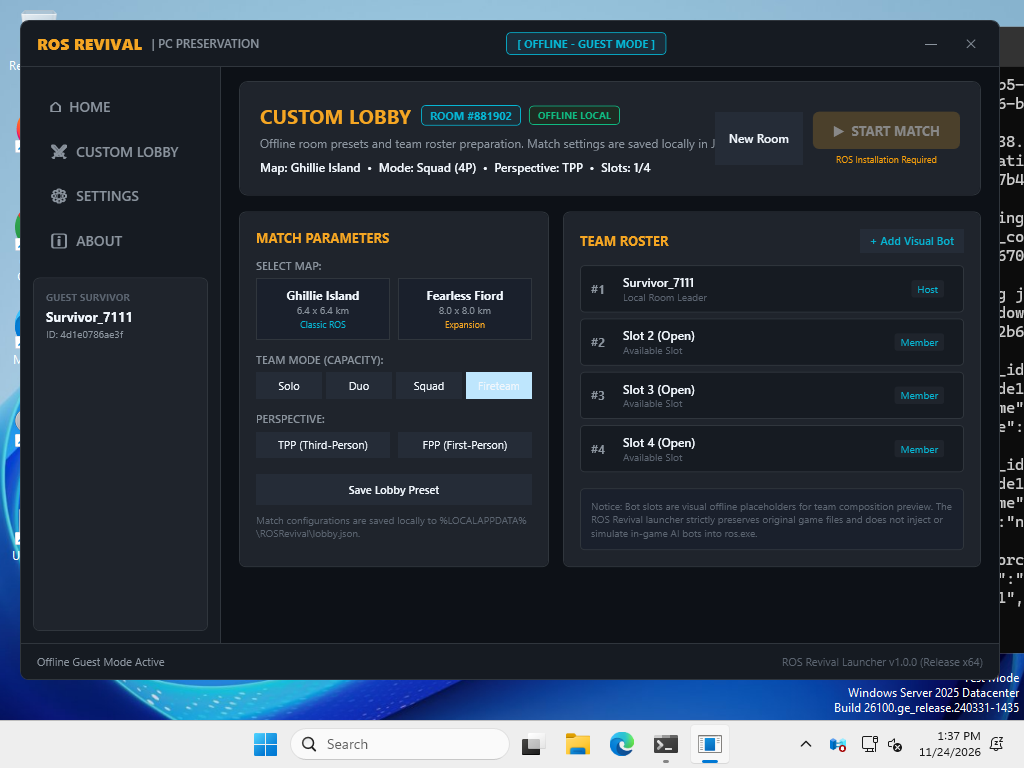 ROS REVIVAL | PC PRESERVATION
[ OFFLINE - GUEST MODE ]
HOME
CUSTOM LOBBY
SETTINGS
ABOUT
GUEST SURVIVOR
Survivor_7111
ID: 4d1e0786ae3f
CUSTOM LOBBY
ROOM #881902
OFFLINE LOCAL
Offline room presets and team roster preparation. Match settings are saved locally in J
Map: Ghillie Island • Mode: Squad (4P) • Perspective: TPP • Slots: 1/4
New Room
START MATCH
ROS Installation Required
MATCH PARAMETERS
SELECT MAP:
Ghillie Island
6.4 x 6.4 km
Classic ROS
Fearless Fiord
8.0 x 8.0 km
Expansion
TEAM MODE (CAPACITY):
Solo
Duo
Squad
Fireteam
PERSPECTIVE:
TPP (Third-Person)
FPP (First-Person)
Save Lobby Preset
Match configurations are saved locally to %LOCALAPPDATA%
\ROSRevival\lobby.json.
TEAM ROSTER
+ Add Visual Bot
#1
Survivor_7111
Local Room Leader
Host
#2
Slot 2 (Open)
Available Slot
Member
#3
Slot 3 (Open)
Available Slot
Member
#4
Slot 4 (Open)
Available Slot
Member
Notice: Bot slots are visual offline placeholders for team composition preview. The
ROS Revival launcher strictly preserves original game files and does not inject or
simulate in-game AI bots into ros.exe.
Offline Guest Mode Active
ROS Revival Launcher v1.0.0 (Release x64)
Test Mode
Windows Server 2025 Datacenter
Build 26100.ge_release.240331-1435
Search
1:37 PM
11/24/2026